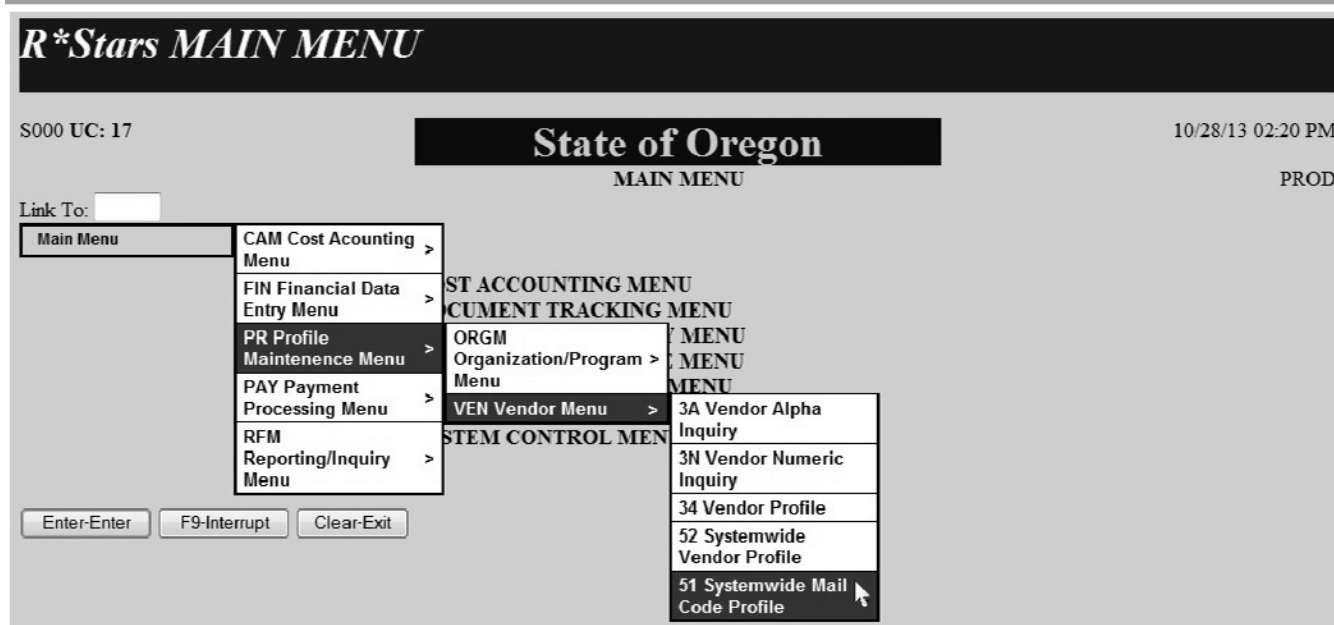 R*Stars MAIN MENU
S000 UC: 17
State of Oregon
10/28/13 02:20 PM
MAIN MENU
PROD
Link To:
Main Menu
CAM Cost Acounting >
Menu
FIN Financial Data >
Entry Menu
PR Profile >
Maintenence Menu
PAY Payment >
Processing Menu
RFM
Reporting/Inquiry >
Menu
ACCOUNTING MENU
TRACKING MENU
MENU
MENU
MENU
CONTROL
ORGM
Organization/Program >
Menu
VEN Vendor Menu >
3A Vendor Alpha
Inquiry
3N Vendor Numeric
Inquiry
34 Vendor Profile
52 Systemwide
Vendor Profile
51 Systemwide Mail
Code Profile
Enter-Enter F9-Interrupt Clear-Exit